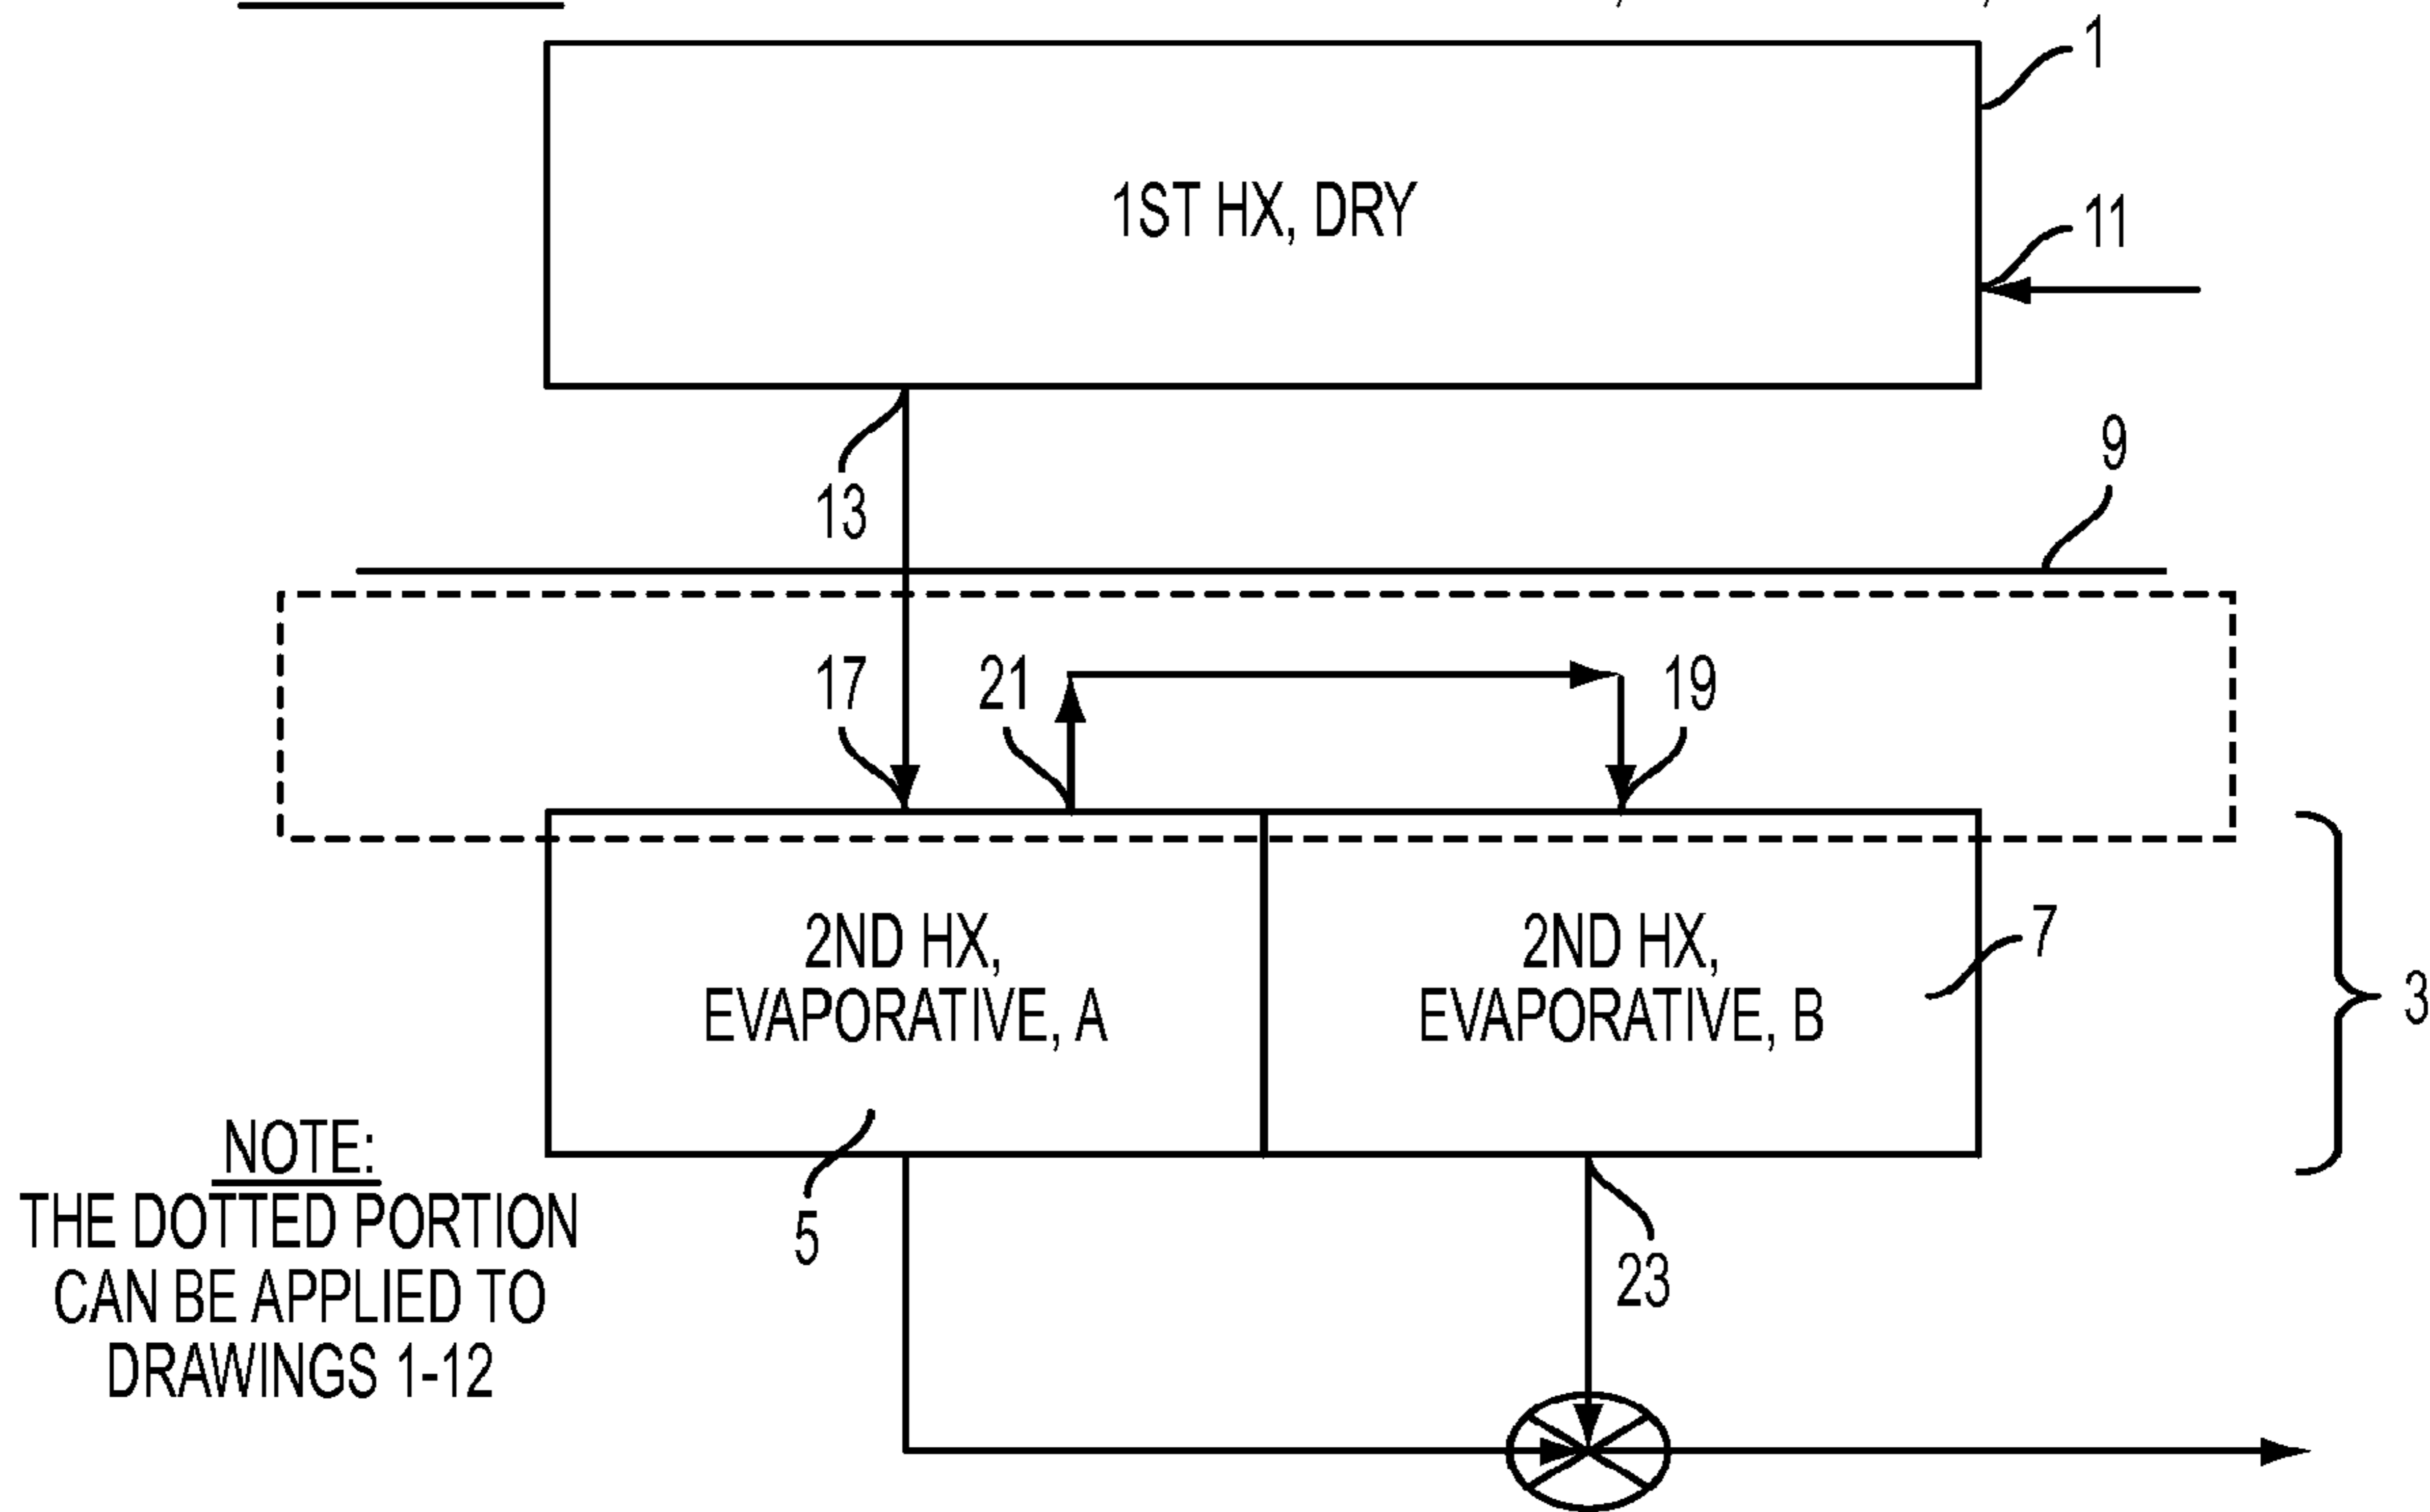 1
1ST HX, DRY
11
9
13
17
21
19
2ND HX,
EVAPORATIVE, A
2ND HX,
EVAPORATIVE, B
7
3
5
23
NOTE:
THE DOTTED PORTION
CAN BE APPLIED TO
DRAWINGS 1-12